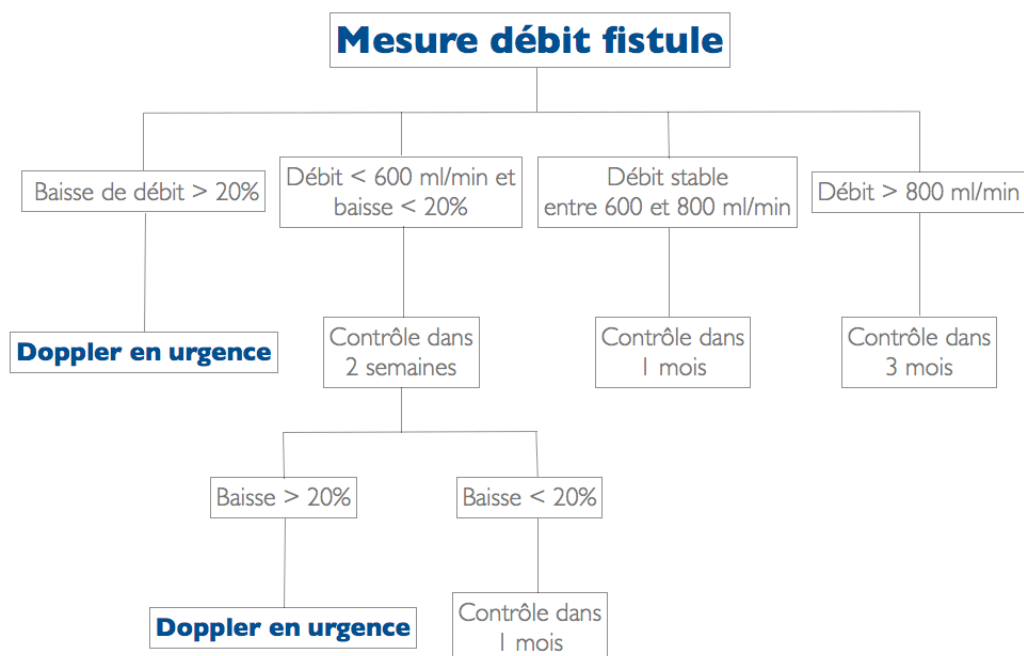 Mesure débit fistule
Baisse de débit > 20%
Débit < 600 ml/min et
baisse < 20%
Débit stable
entre 600 et 800 ml/min
Débit > 800 ml/min
Doppler en urgence
Contrôle dans
2 semaines
Contrôle dans
1 mois
Contrôle dans
3 mois
Baisse > 20%
Baisse < 20%
Doppler en urgence
Contrôle dans
1 mois